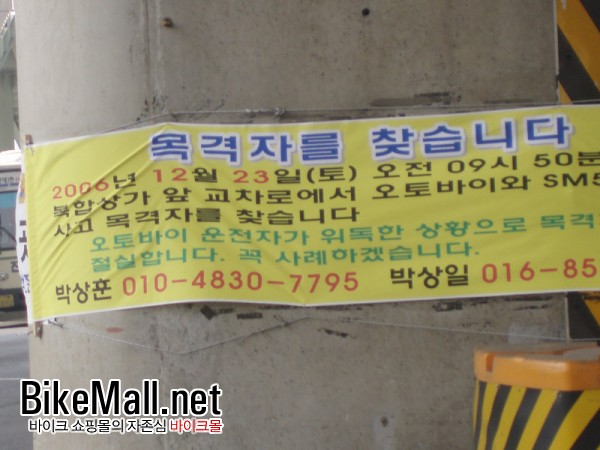 목격자를 찾습니다
2006년 12월 23일(토) 오전 09시 50분
앞 교차로에서 오토바이와 SM5
사고 목격자를 찾습니다
오토바이 운전자가 위독한 상황으로 목격
절실합니다. 꼭 사례하겠습니다.
박상훈 010-4830-7795 박상일 016-85
BikeMall.net
바이크 쇼핑몰의 자존심 바이크몰